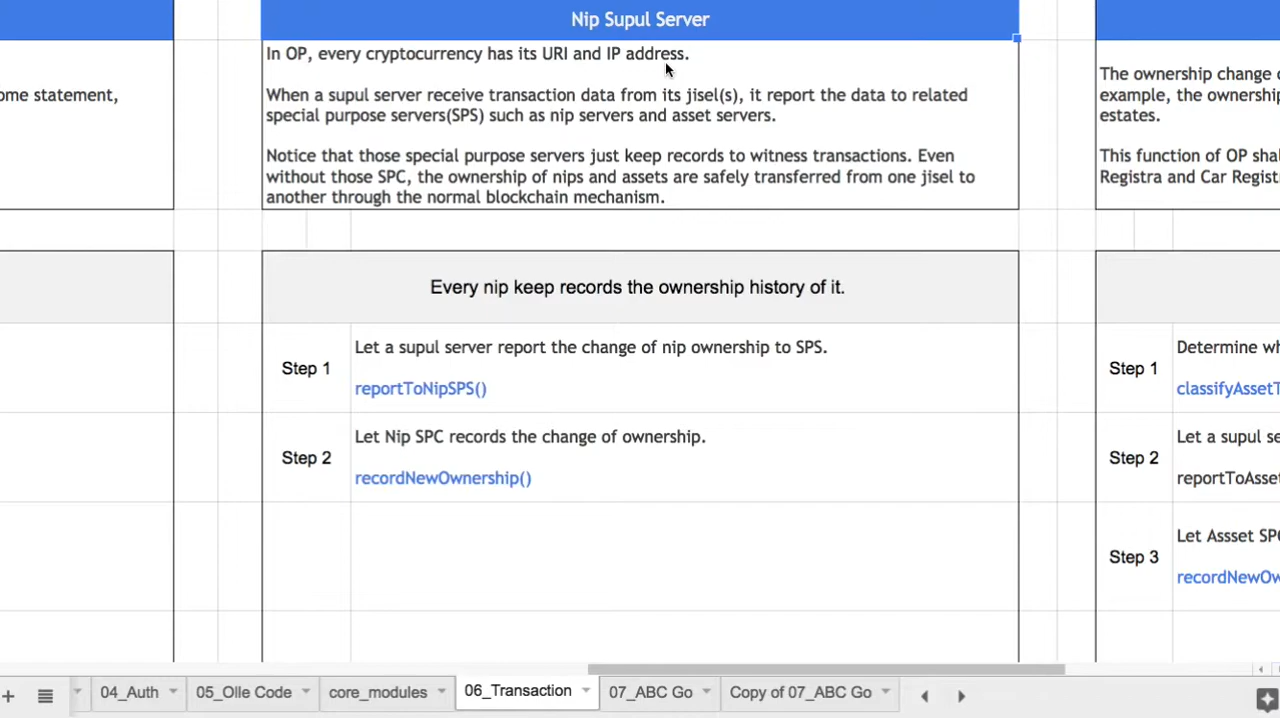 Nip Supul Server
In OP, every cryptocurrency has its URI and IP address.
ome statement,
When a supul server receive transaction data from its jisel(s), it report the data to related
special purpose servers(SPS) such as nip servers and asset servers.
Notice that those special purpose servers just keep records to witness transactions. Even
without those SPC, the ownership of nips and assets are safely transferred from one jisel to
another through the normal blockchain mechanism.
The ownership change o
example, the ownership
estates.
This function of OP shal
Registra and Car Regist
Every nip keep records the ownership history of it.
Step 1
Let a supul server report the change of nip ownership to SPS.
reportToNipSPS()
Step 2
Let Nip SPC records the change of ownership.
recordNewOwnership()
Step 1
Determine wh
classifyAssetT
Step 2
Let a supul se
reportToAsset
Step 3
Let Assset SPC
recordNewOw
04_Auth
05_Olle Code
core_modules
06_Transaction
07_ABC Go
Copy of 07_ABC Go